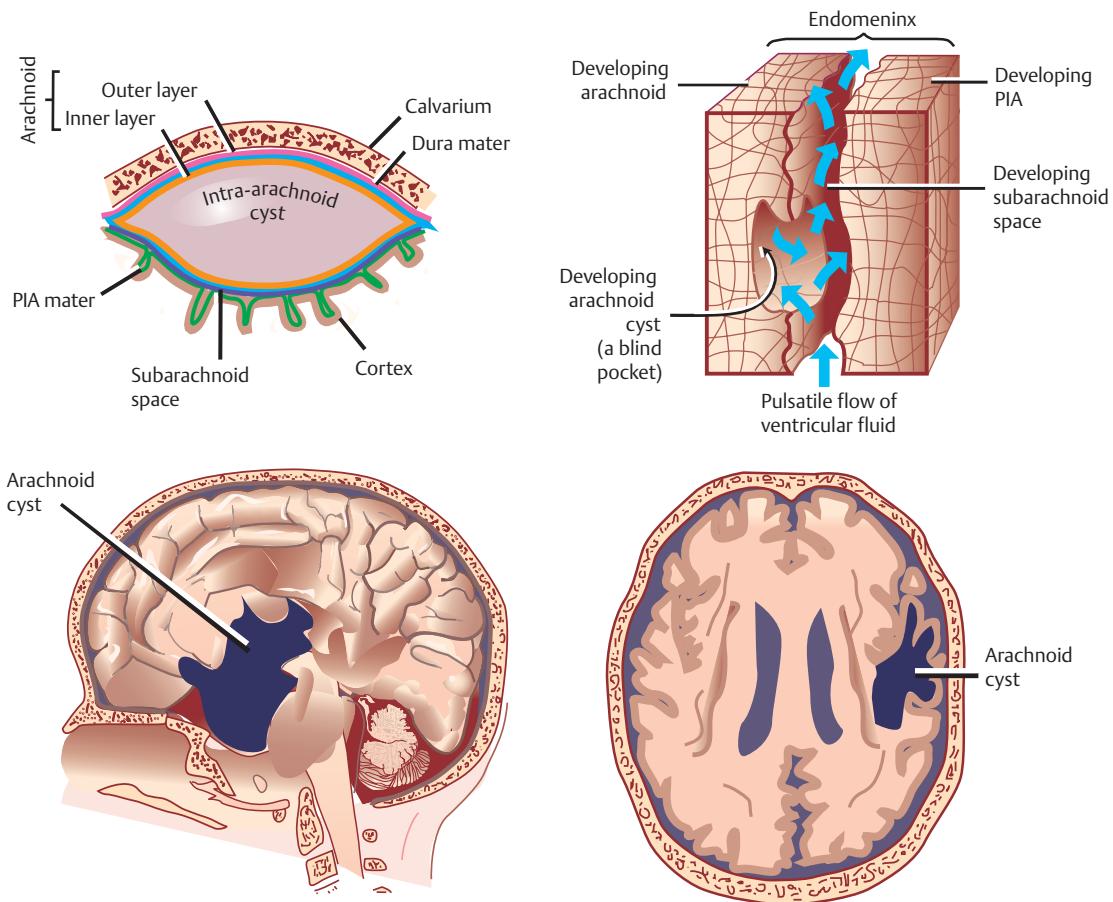 Arachnoid
Outer layer
Inner layer
Calvarium
Dura mater
Intra-arachnoid
cyst
PIA mater
Subarachnoid
space
Cortex
Endomeninx
Developing
arachnoid
Developing
PIA
Developing
subarachnoid
space
Developing
arachnoid
cyst
(a blind
pocket)
Pulsatile flow of
ventricular fluid
Arachnoid
cyst
Arachnoid
cyst